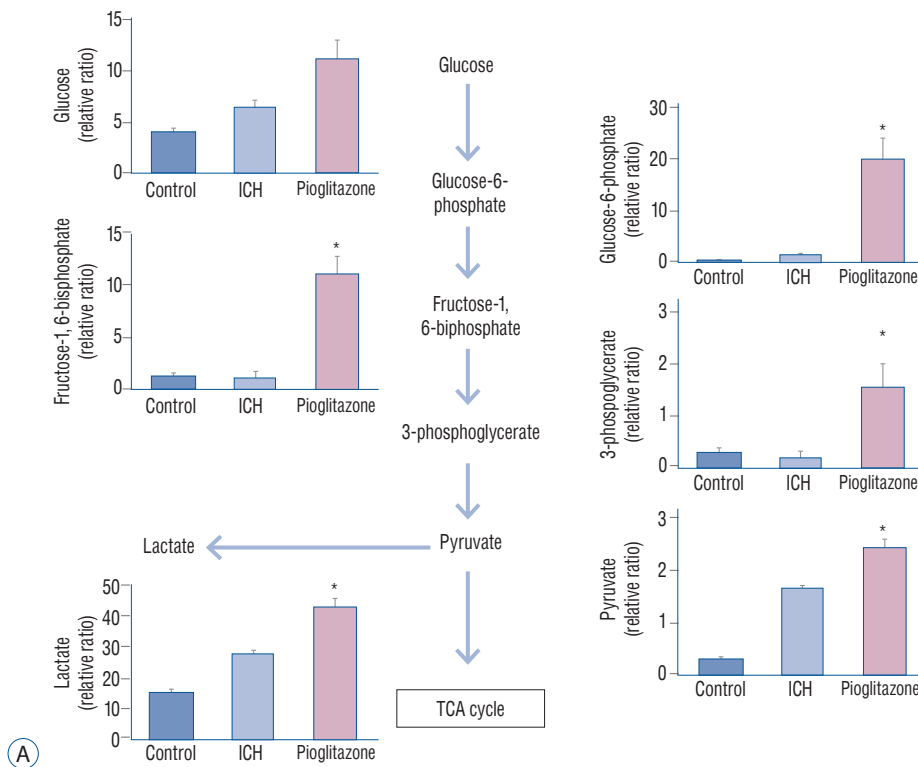 15
10
5
0
Glucose
(relative ratio)
Control
ICH
Pioglitazone
Glucose
Glucose-6-
phosphate
Fructose-1,
6-biphosphate
3-phosphoglycerate
Pyruvate
Lactate
TCA cycle
30
20
10
0
Glucose-6-phosphate
(relative ratio)
*
Control
ICH
Pioglitazone
15
10
5
0
Fructose-1, 6-bisphosphate
(relative ratio)
*
Control
ICH
Pioglitazone
3
2
1
0
3-phospoglycerate
(relative ratio)
*
Control
ICH
Pioglitazone
3
2
1
0
Pyruvate
(relative ratio)
*
Control
ICH
Pioglitazone
50
40
30
20
10
0
Lactate
(relative ratio)
*
Control
ICH
Pioglitazone
A